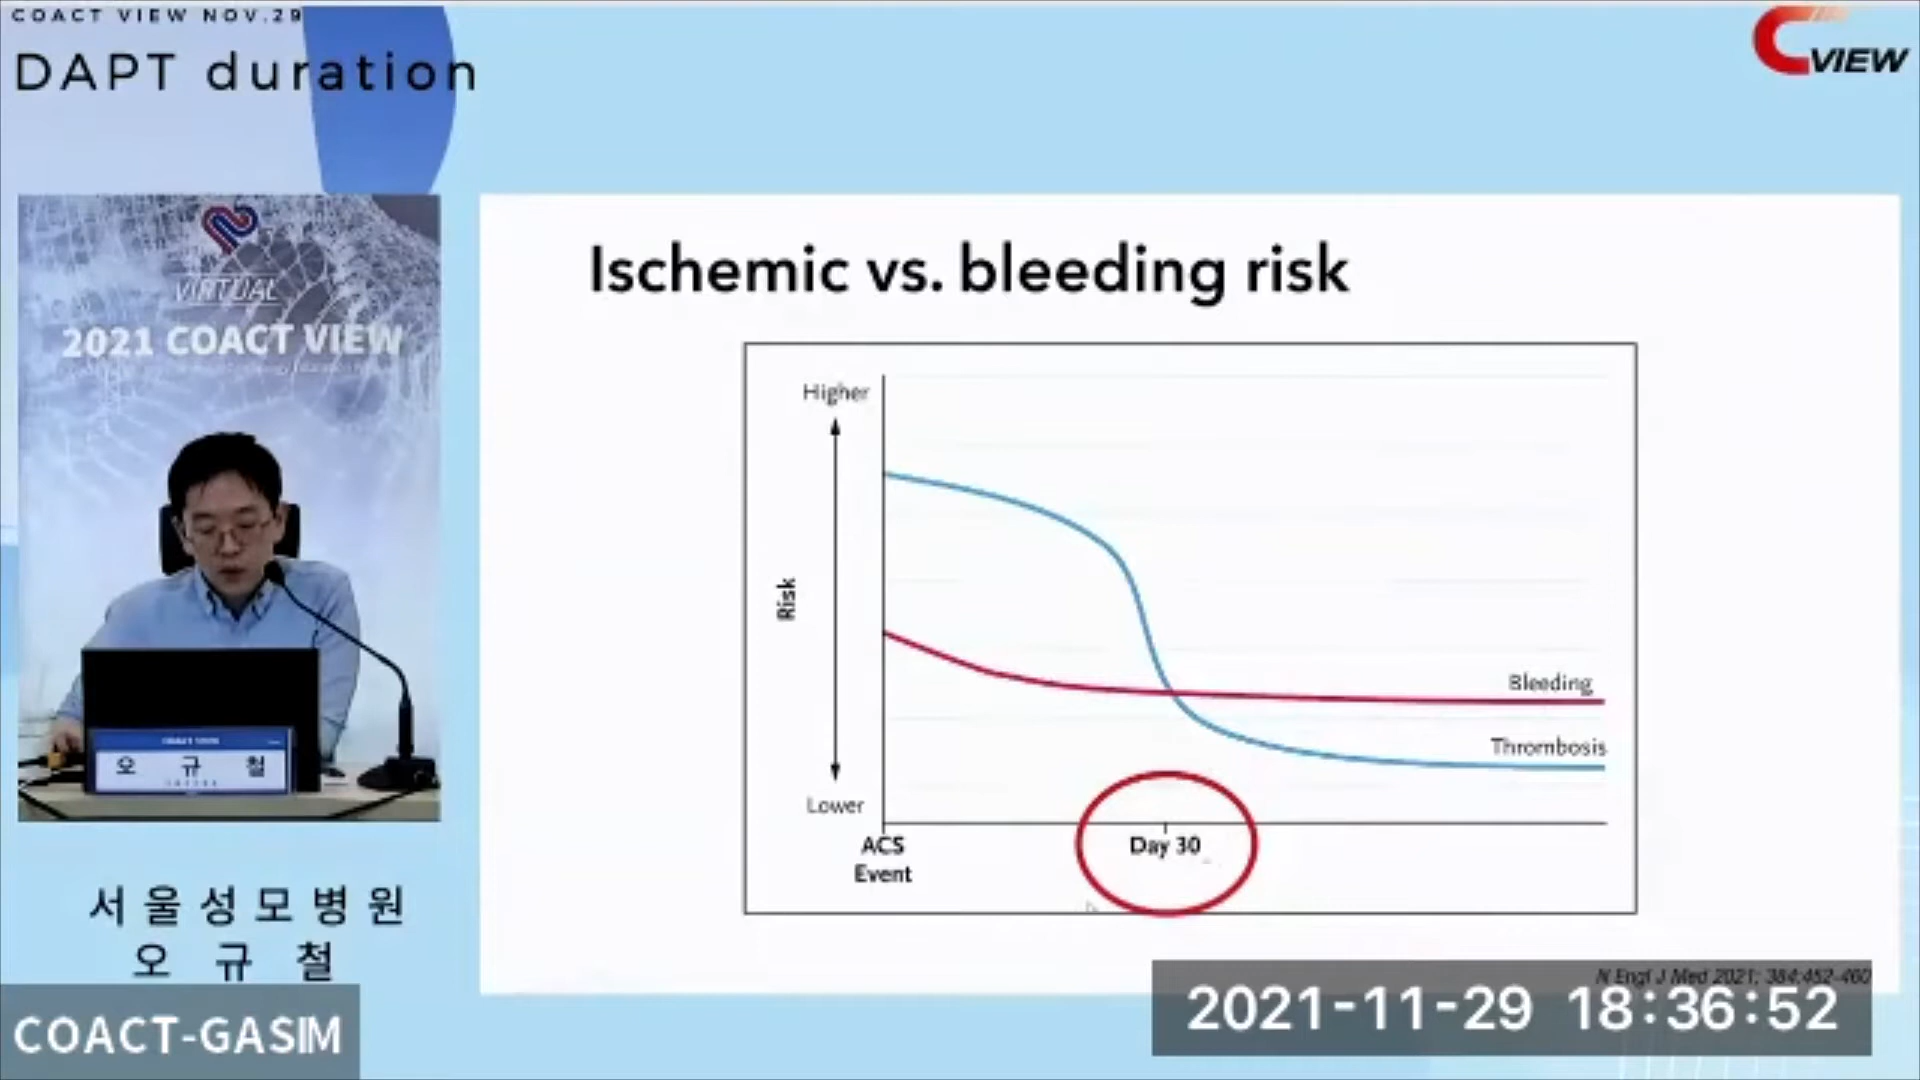 COACT VIEW NOV.29
DAPT duration
CVIEW
VIRTUAL
2021 COACT VIEW
오 규 철
서울성모병원
오 규 철
COACT-GASIM
Ischemic vs. bleeding risk
Higher
Risk
Lower
Bleeding
Thrombosis
ACS
Event
Day 30
N Engl J Med 2021; 384:452-460
2021-11-29 18:36:52